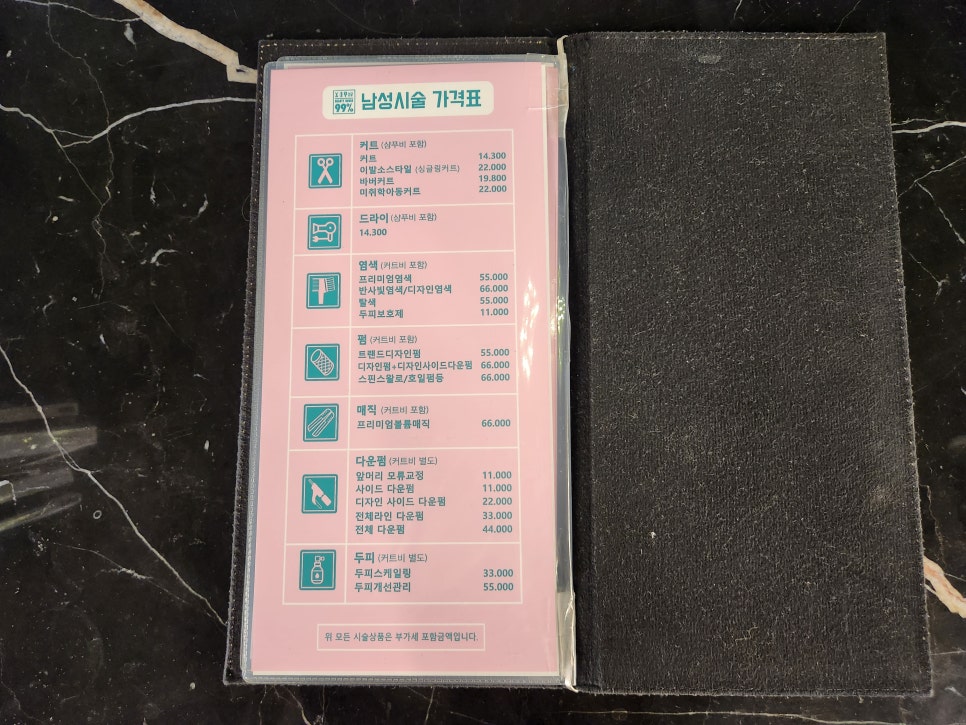 99% 남성시술 가격표
커트 (샴푸비 포함)
커트 14.300
이발소스타일 (싱글링커트) 22.000
바버커트 19.800
미취학아동커트 22.000
드라이 (샴푸비 포함)
14.300
염색 (커트비 포함)
프리미엄염색 55.000
반사빛염색/디자인염색 66.000
탈색 55.000
두피보호제 11.000
펌 (커트비 포함)
트랜드디자인펌 55.000
디자인펌+디자인사이드다운펌 66.000
스핀스왈로/호일펌등 66.000
매직 (커트비 포함)
프리미엄볼륨매직 66.000
다운펌 (커트비 별도)
앞머리 모류교정 11.000
사이드 다운펌 11.000
디자인 사이드 다운펌 22.000
전체라인 다운펌 33.000
전체 다운펌 44.000
두피 (커트비 별도)
두피스케일링 33.000
두피개선관리 55.000
위 모든 시술상품은 부가세 포함금액입니다.